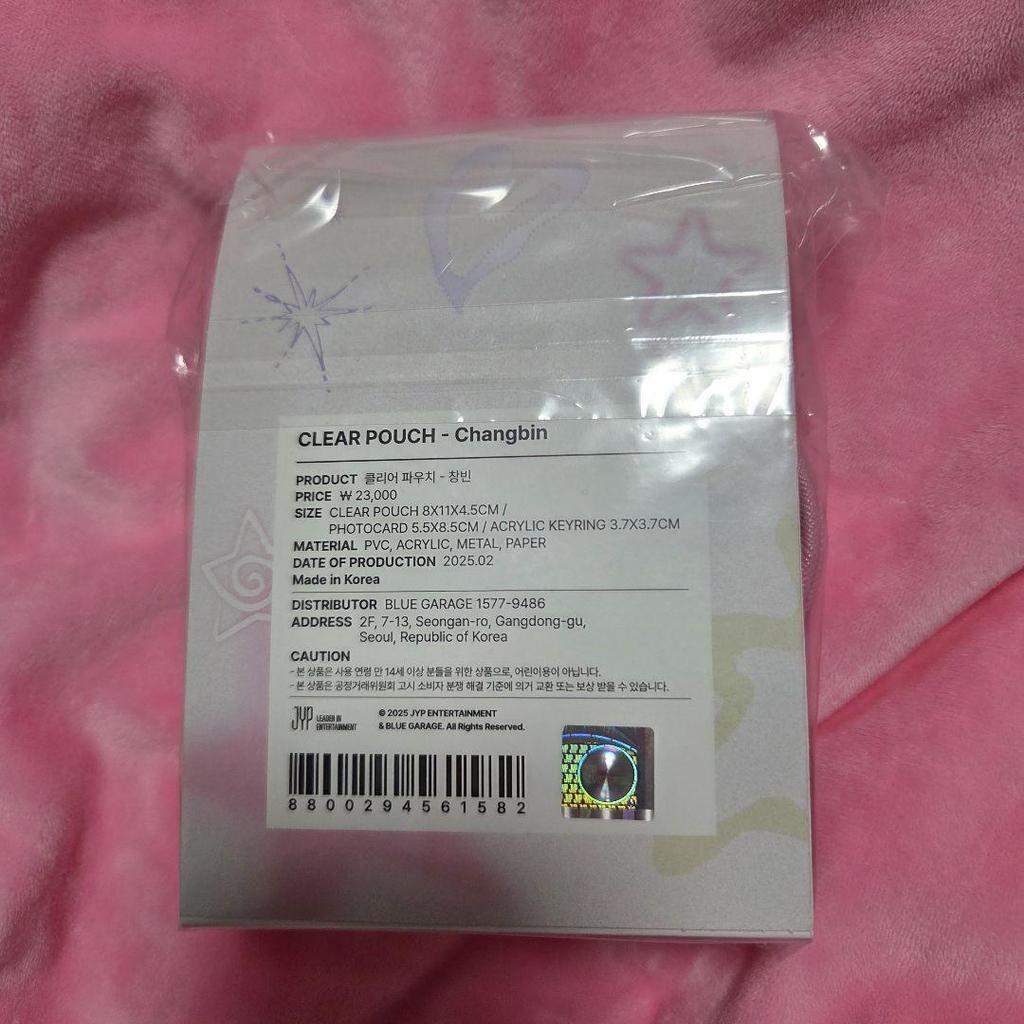 CLEAR POUCH - Changbin
PRODUCT 클리어 파우치 - 창빈
PRICE ₩ 23,000
SIZE CLEAR POUCH 8X11X4.5CM /
PHOTOCARD 5.5X8.5CM / ACRYLIC KEYRING 3.7X3.7CM
MATERIAL PVC, ACRYLIC, METAL, PAPER
DATE OF PRODUCTION 2025.02
Made in Korea
DISTRIBUTOR BLUE GARAGE 1577-9486
ADDRESS 2F, 7-13, Seongan-ro, Gangdong-gu,
Seoul, Republic of Korea
CAUTION
- 본 상품은 사용 연령 만 14세 이상 분들을 위한 상품으로, 어린이용이 아닙니다.
- 본 상품은 공정거래위원회 고시 소비자 분쟁 해결 기준에 의거 교환 또는 보상 받을 수 있습니다.
JYP LEADER IN
ENTERTAINMENT
© 2025 JYP ENTERTAINMENT
& BLUE GARAGE. All Rights Reserved.
8800294561582